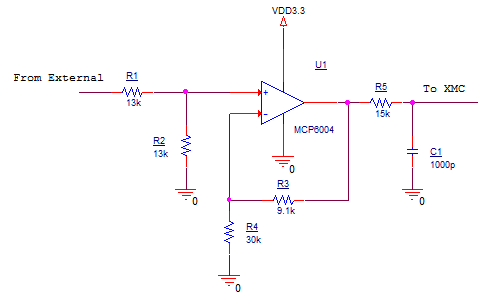 VDD3.3
U1
From External
R1
13k
+
-
MCP6004
R5
15k
To XMC
R2
13k
0
C1
1000p
R3
9.1k
0
0
R4
30k
0